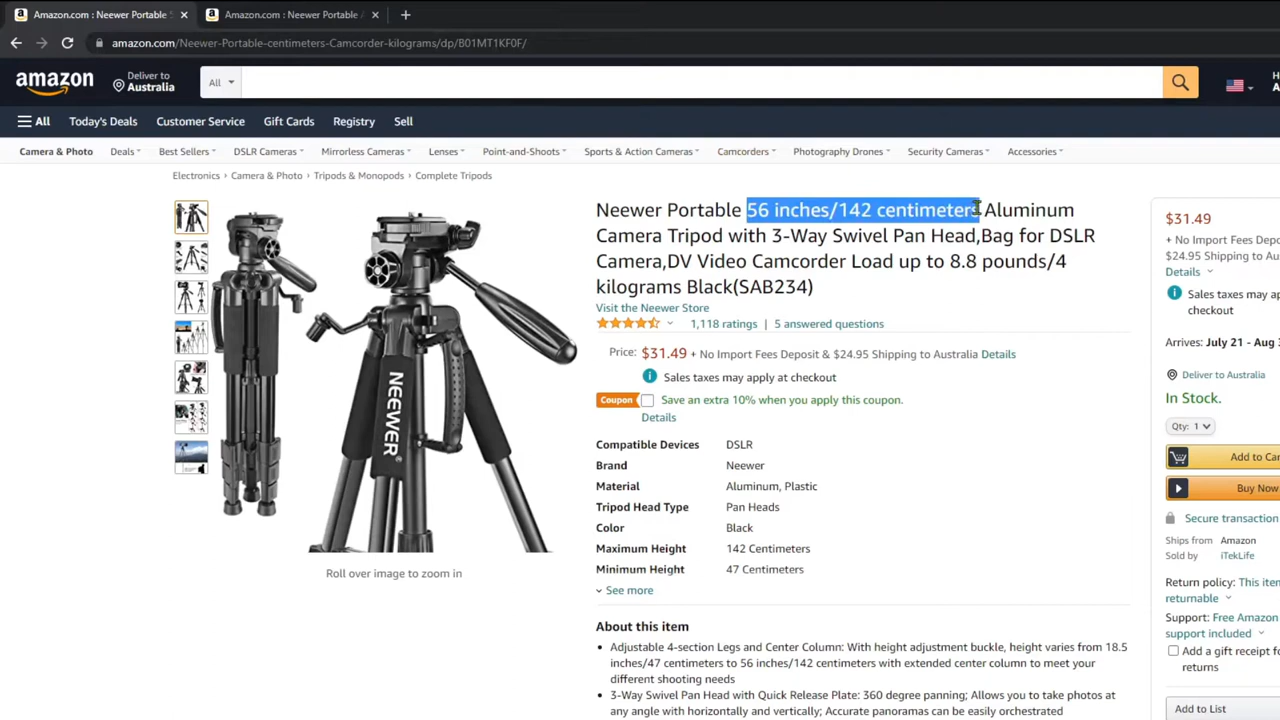 Amazon.com: Neewer Portable
Amazon.com : Neewer Portable
amazon.com/Neewer-Portable-centimeters-Camcorder-kilograms/dp/B01MT1KF0F/
amazon
Deliver to
Australia
All
All
Today's Deals
Customer Service
Gift Cards
Registry
Sell
Camera & Photo
Deals
Best Sellers
DSLR Cameras
Mirrorless Cameras
Lenses
Point-and-Shoots
Sports & Action Cameras
Camcorders
Photography Drones
Security Cameras
Accessories
Electronics › Camera & Photo › Tripods & Monopods › Complete Tripods
NEEWER®
Roll over image to zoom in
Neewer Portable 56 inches/142 centimeters Aluminum
Camera Tripod with 3-Way Swivel Pan Head,Bag for DSLR
Camera,DV Video Camcorder Load up to 8.8 pounds/4
kilograms Black(SAB234)
Visit the Neewer Store
1,118 ratings | 5 answered questions
Price: $31.49 + No Import Fees Deposit & $24.95 Shipping to Australia Details
Sales taxes may apply at checkout
Coupon Save an extra 10% when you apply this coupon.
Details
Compatible Devices DSLR
Brand Neewer
Material Aluminum, Plastic
Tripod Head Type Pan Heads
Color Black
Maximum Height 142 Centimeters
Minimum Height 47 Centimeters
See more
About this item
• Adjustable 4-section Legs and Center Column: With height adjustment buckle, height varies from 18.5
inches/47 centimeters to 56 inches/142 centimeters with extended center column to meet your
different shooting needs
• 3-Way Swivel Pan Head with Quick Release Plate: 360 degree panning; Allows you to take photos at
any angle with horizontally and vertically; Accurate panoramas can be easily orchestrated
$31.49
+ No Import Fees
$24.95 Shipping to
Details
Sales taxes may
checkout
Arrives: July 21 - Aug
Deliver to Australia
In Stock.
Qty: 1
Add to
Buy Now
Secure transaction
Ships from Amazon
Sold by iTekLife
Return policy: This
returnable
Support: Free Amazon
support included
Add a gift receipt
returns
Add to List